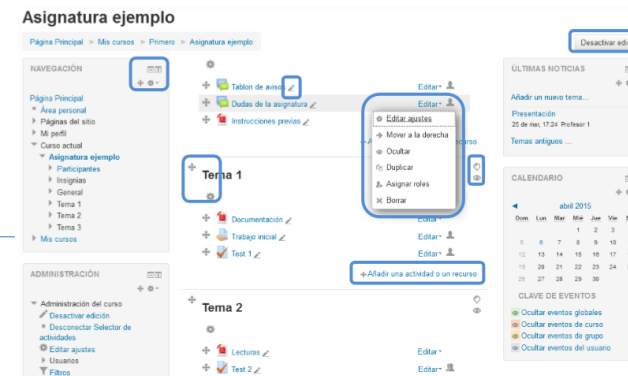 Asignatura ejemplo
Página Principal ▶ Mis cursos ▶ Primero ▶ Asignatura ejemplo
Desactivar edi
NAVEGACIÓN
Página Principal
Área personal
Páginas del sitio
Mi perfil
Curso actual
Asignatura ejemplo
Participantes
Insignias
General
Tema 1
Tema 2
Tema 3
Mis cursos
ADMINISTRACIÓN
Administración del curso
Desactivar edición
Desconectar Selector de
actividades
Editar ajustes
Usuarios
Filtros
Tablon de avisos
Editar
Dudas de la asignatura
Editar
Instrucciones previas
Editar ajustes
Mover a la derecha
Ocultar
Duplicar
Asignar roles
Borrar
urso
Tema 1
Documentación
Editar
Trabajo inicial
Editar
Test 1
Editar
+Añadir una actividad o un recurso
Tema 2
Lecturas
Editar
Test 2
Editar
ÚLTIMAS NOTICIAS
Añadir un nuevo tema...
Presentación
25 de mar, 17:24 Profesor 1
Temas antiguos ...
CALENDARIO
◀ abril 2015
Dom Lun Mar Mié Jue Vie S
1 2 3
5 6 7 8 9 10
12 13 14 15 16 17
19 20 21 22 23 24
26 27 28 29 30
CLAVE DE EVENTOS
Ocultar eventos globales
Ocultar eventos de curso
Ocultar eventos de grupo
Ocultar eventos del usuario